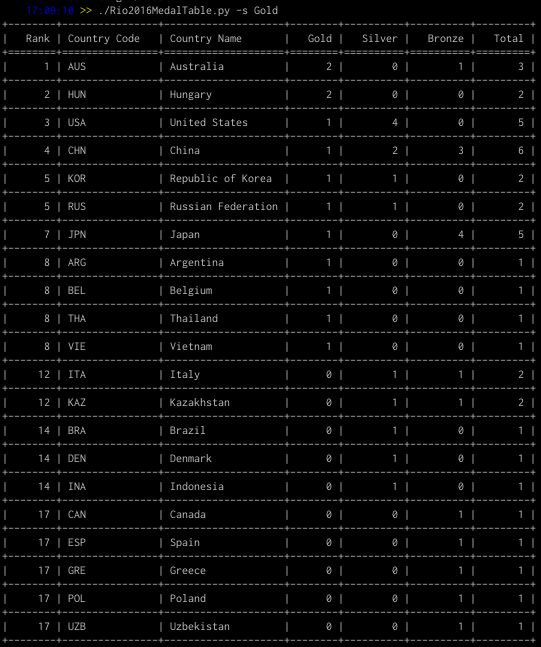 17:09:10 >> ./Rio2016MedalTable.py -s Gold
| Rank | Country Code | Country Name | Gold | Silver | Bronze | Total |
| 1 | AUS | Australia | 2 | 0 | 1 | 3 |
| 2 | HUN | Hungary | 2 | 0 | 0 | 2 |
| 3 | USA | United States | 1 | 4 | 0 | 5 |
| 4 | CHN | China | 1 | 2 | 3 | 6 |
| 5 | KOR | Republic of Korea | 1 | 1 | 0 | 2 |
| 5 | RUS | Russian Federation | 1 | 1 | 0 | 2 |
| 7 | JPN | Japan | 1 | 0 | 4 | 5 |
| 8 | ARG | Argentina | 1 | 0 | 0 | 1 |
| 8 | BEL | Belgium | 1 | 0 | 0 | 1 |
| 8 | THA | Thailand | 1 | 0 | 0 | 1 |
| 8 | VIE | Vietnam | 1 | 0 | 0 | 1 |
| 12 | ITA | Italy | 0 | 1 | 1 | 2 |
| 12 | KAZ | Kazakhstan | 0 | 1 | 1 | 2 |
| 14 | BRA | Brazil | 0 | 1 | 0 | 1 |
| 14 | DEN | Denmark | 0 | 1 | 0 | 1 |
| 14 | INA | Indonesia | 0 | 1 | 0 | 1 |
| 17 | CAN | Canada | 0 | 0 | 1 | 1 |
| 17 | ESP | Spain | 0 | 0 | 1 | 1 |
| 17 | GRE | Greece | 0 | 0 | 1 | 1 |
| 17 | POL | Poland | 0 | 0 | 1 | 1 |
| 17 | UZB | Uzbekistan | 0 | 0 | 1 | 1 |